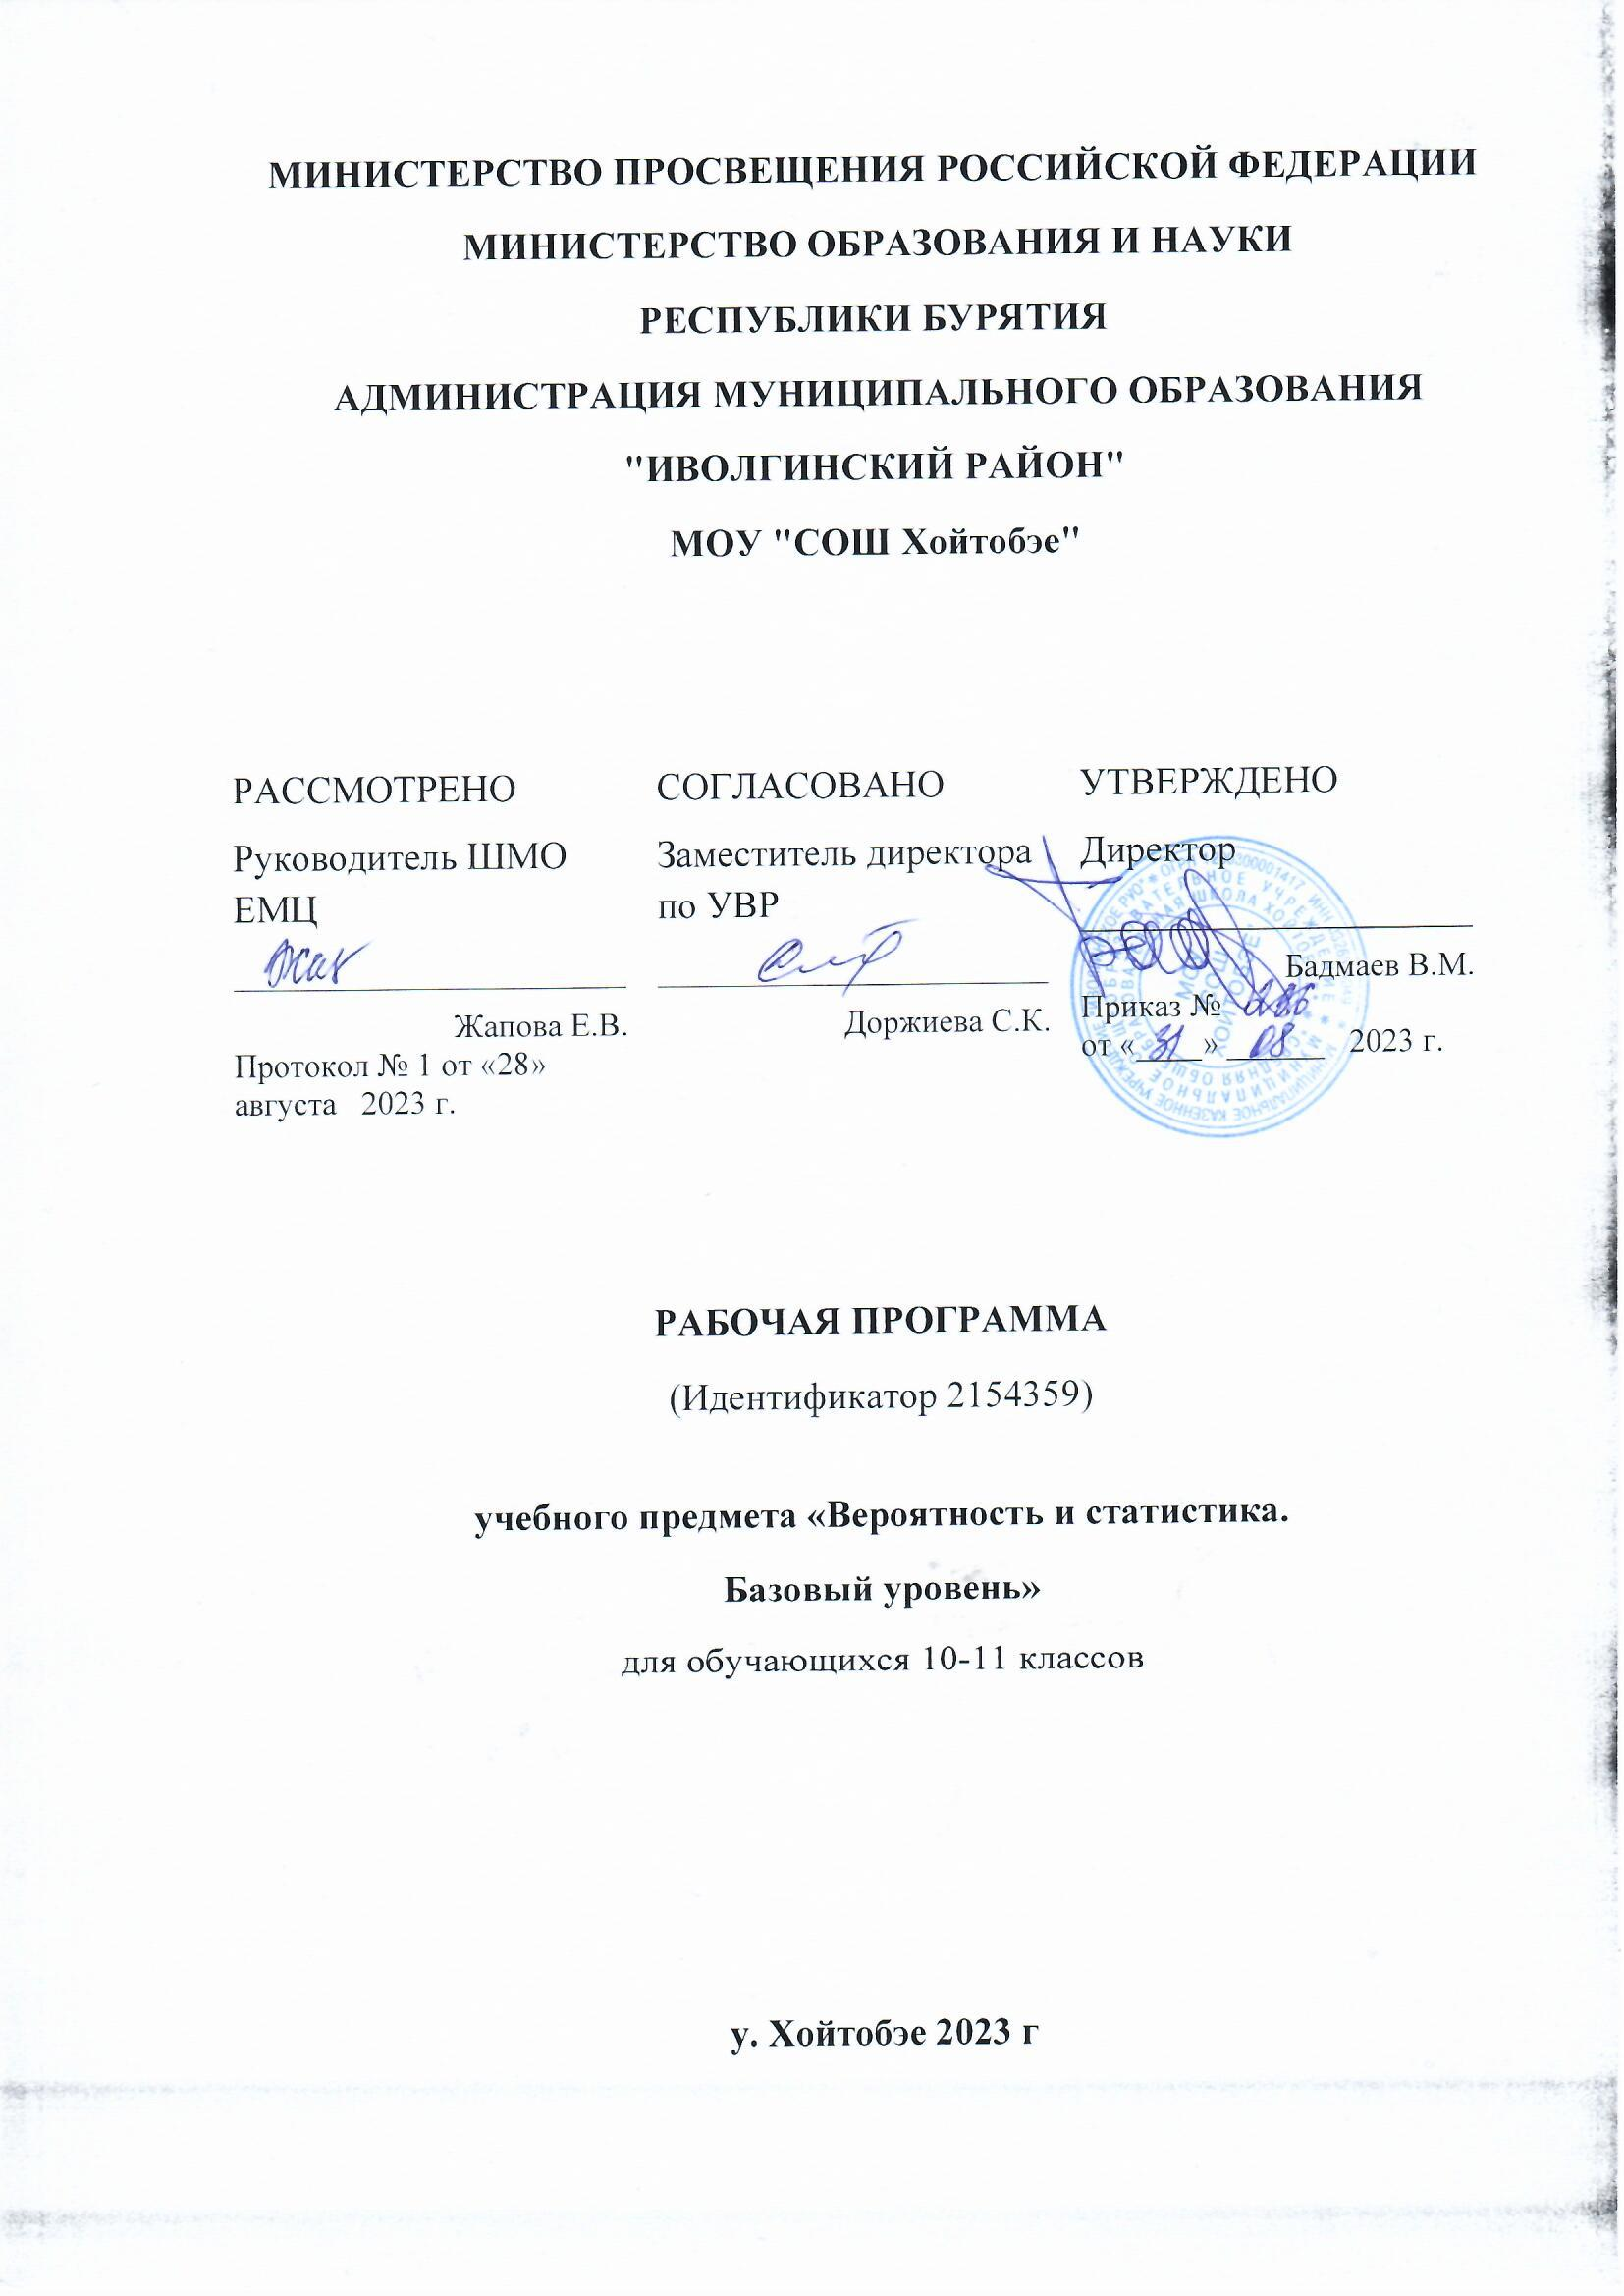 МИНИСТЕРСТВО ПРОСВЕЩЕНИЯ РОССИЙСКОЙ ФЕДЕРАЦИИ
МИНИСТЕРСТВО ОБРАЗОВАНИЯ И НАУКИ
РЕСПУБЛИКИ БУРЯТИЯ
АДМИНИСТРАЦИЯ МУНИЦИПАЛЬНОГО ОБРАЗОВАНИЯ
"ИВОЛГИНСКИЙ РАЙОН"
МОУ "СОШ Хойтобэе"
РАССМОТРЕНО
Руководитель ШМО
ЕМЦ
Жапова Е.В.
Протокол № 1 от «28»
августа 2023 г.
СОГЛАСОВАНО
Заместитель директора
по УВР
Доржиева С.К.
УТВЕРЖДЕНО
Директор
Бадмаев В.М.
Приказ №
от «31» 08 2023 г.
РАБОЧАЯ ПРОГРАММА
(Идентификатор 2154359)
учебного предмета «Вероятность и статистика.
Базовый уровень»
для обучающихся 10-11 классов
у. Хойтобэе 2023 г